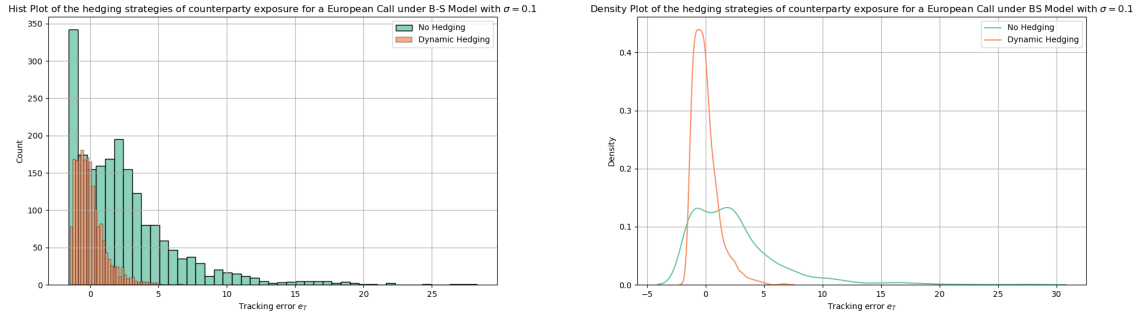 Hist Plot of the hedging strategies of counterparty exposure for a European Call under B-S Model with σ = 0.1
No Hedging
Dynamic Hedging
Count
350
300
250
200
150
100
50
0
0
5
10
15
20
25
Tracking error e_T
Density Plot of the hedging strategies of counterparty exposure for a European Call under BS Model with σ = 0.1
No Hedging
Dynamic Hedging
Density
0.4
0.3
0.2
0.1
0.0
−5
0
5
10
15
20
25
30
Tracking error e_T